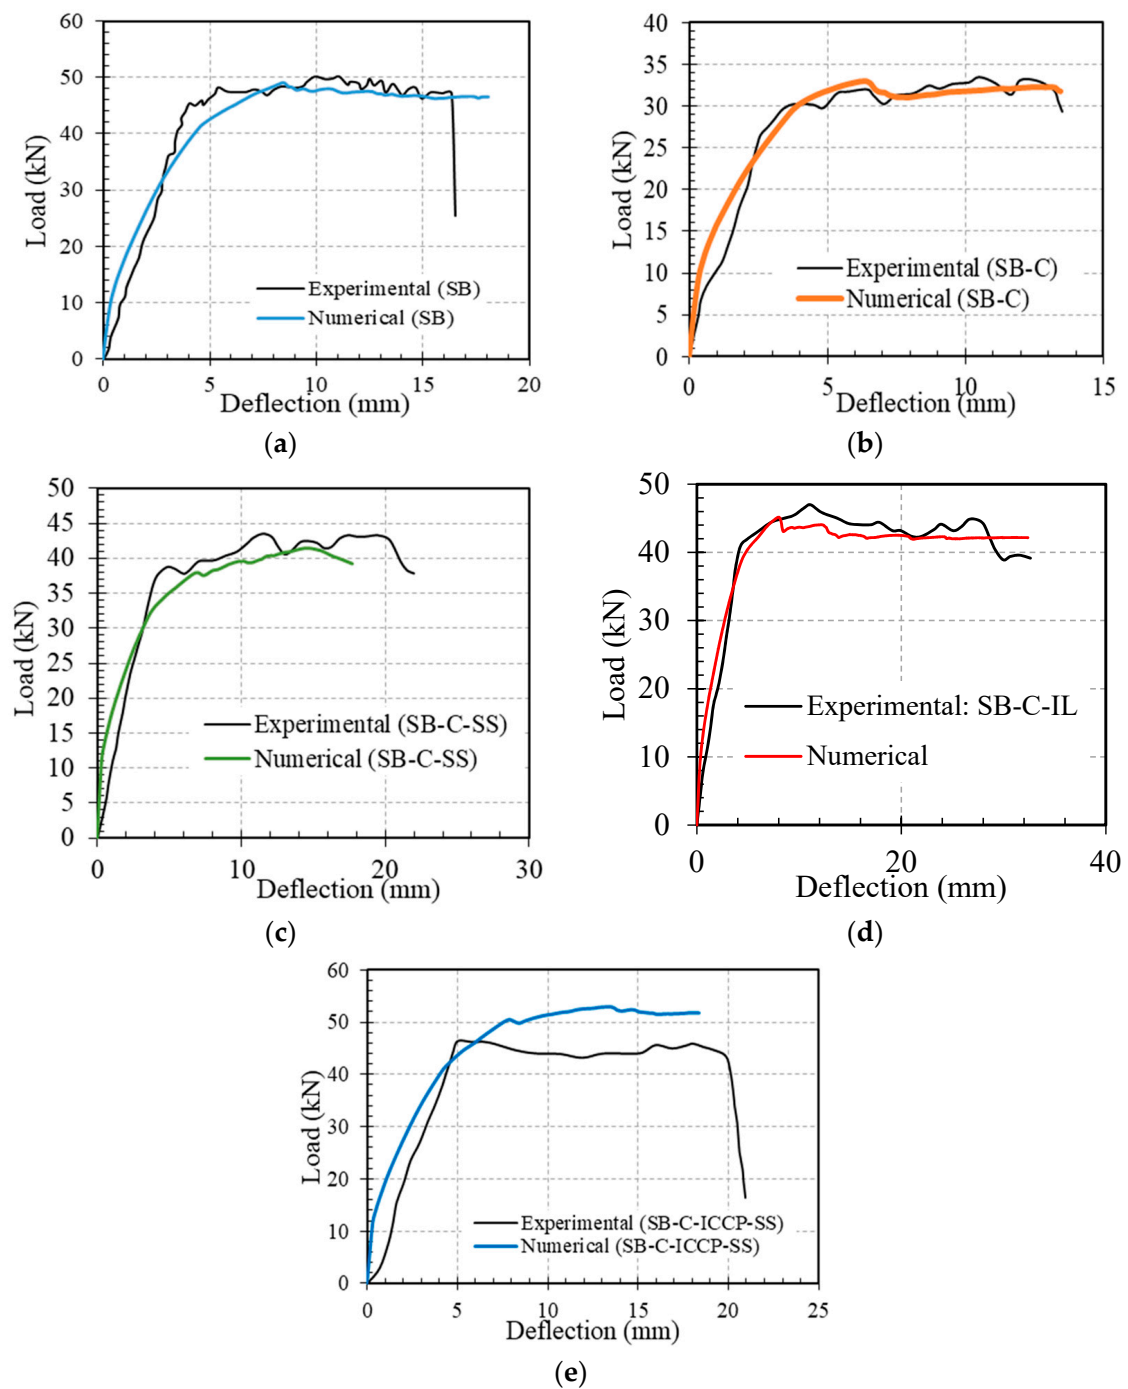 60
50
40
30
20
10
0
Load (kN)
Experimental (SB)
Numerical (SB)
0
5
10
15
20
Deflection (mm)
(a)
40
35
30
25
20
15
10
5
0
Load (kN)
Experimental (SB-C)
Numerical (SB-C)
0
5
10
15
Deflection (mm)
(b)
50
45
40
35
30
25
20
15
10
5
0
Load (kN)
Experimental (SB-C-SS)
Numerical (SB-C-SS)
0
10
20
30
Deflection (mm)
(c)
50
40
30
20
10
0
Load (kN)
Experimental: SB-C-IL
Numerical
0
20
40
Deflection (mm)
(d)
60
50
40
30
20
10
0
Load (kN)
Experimental (SB-C-ICCP-SS)
Numerical (SB-C-ICCP-SS)
0
5
10
15
20
25
Deflection (mm)
(e)